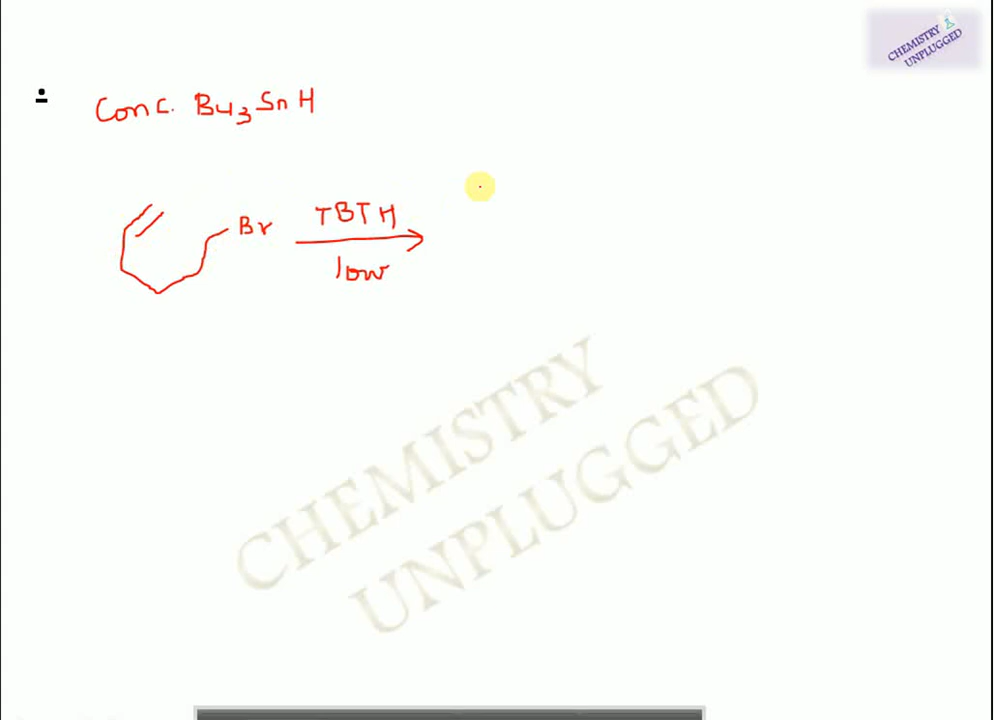 CHEMISTRY
UNPLUGGED
Conc. Bu3SnH
Br
TBTH
low
CHEMISTRY
UNPLUGGED